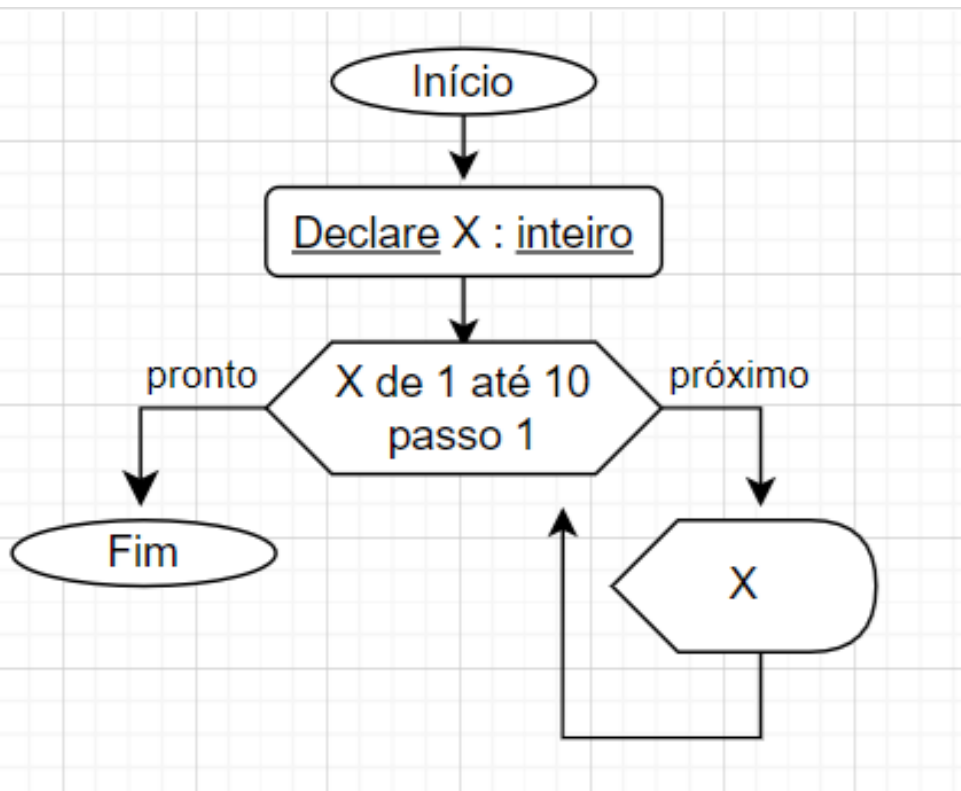 Início
Declare X : inteiro
pronto
X de 1 até 10
passo 1
próximo
Fim
X